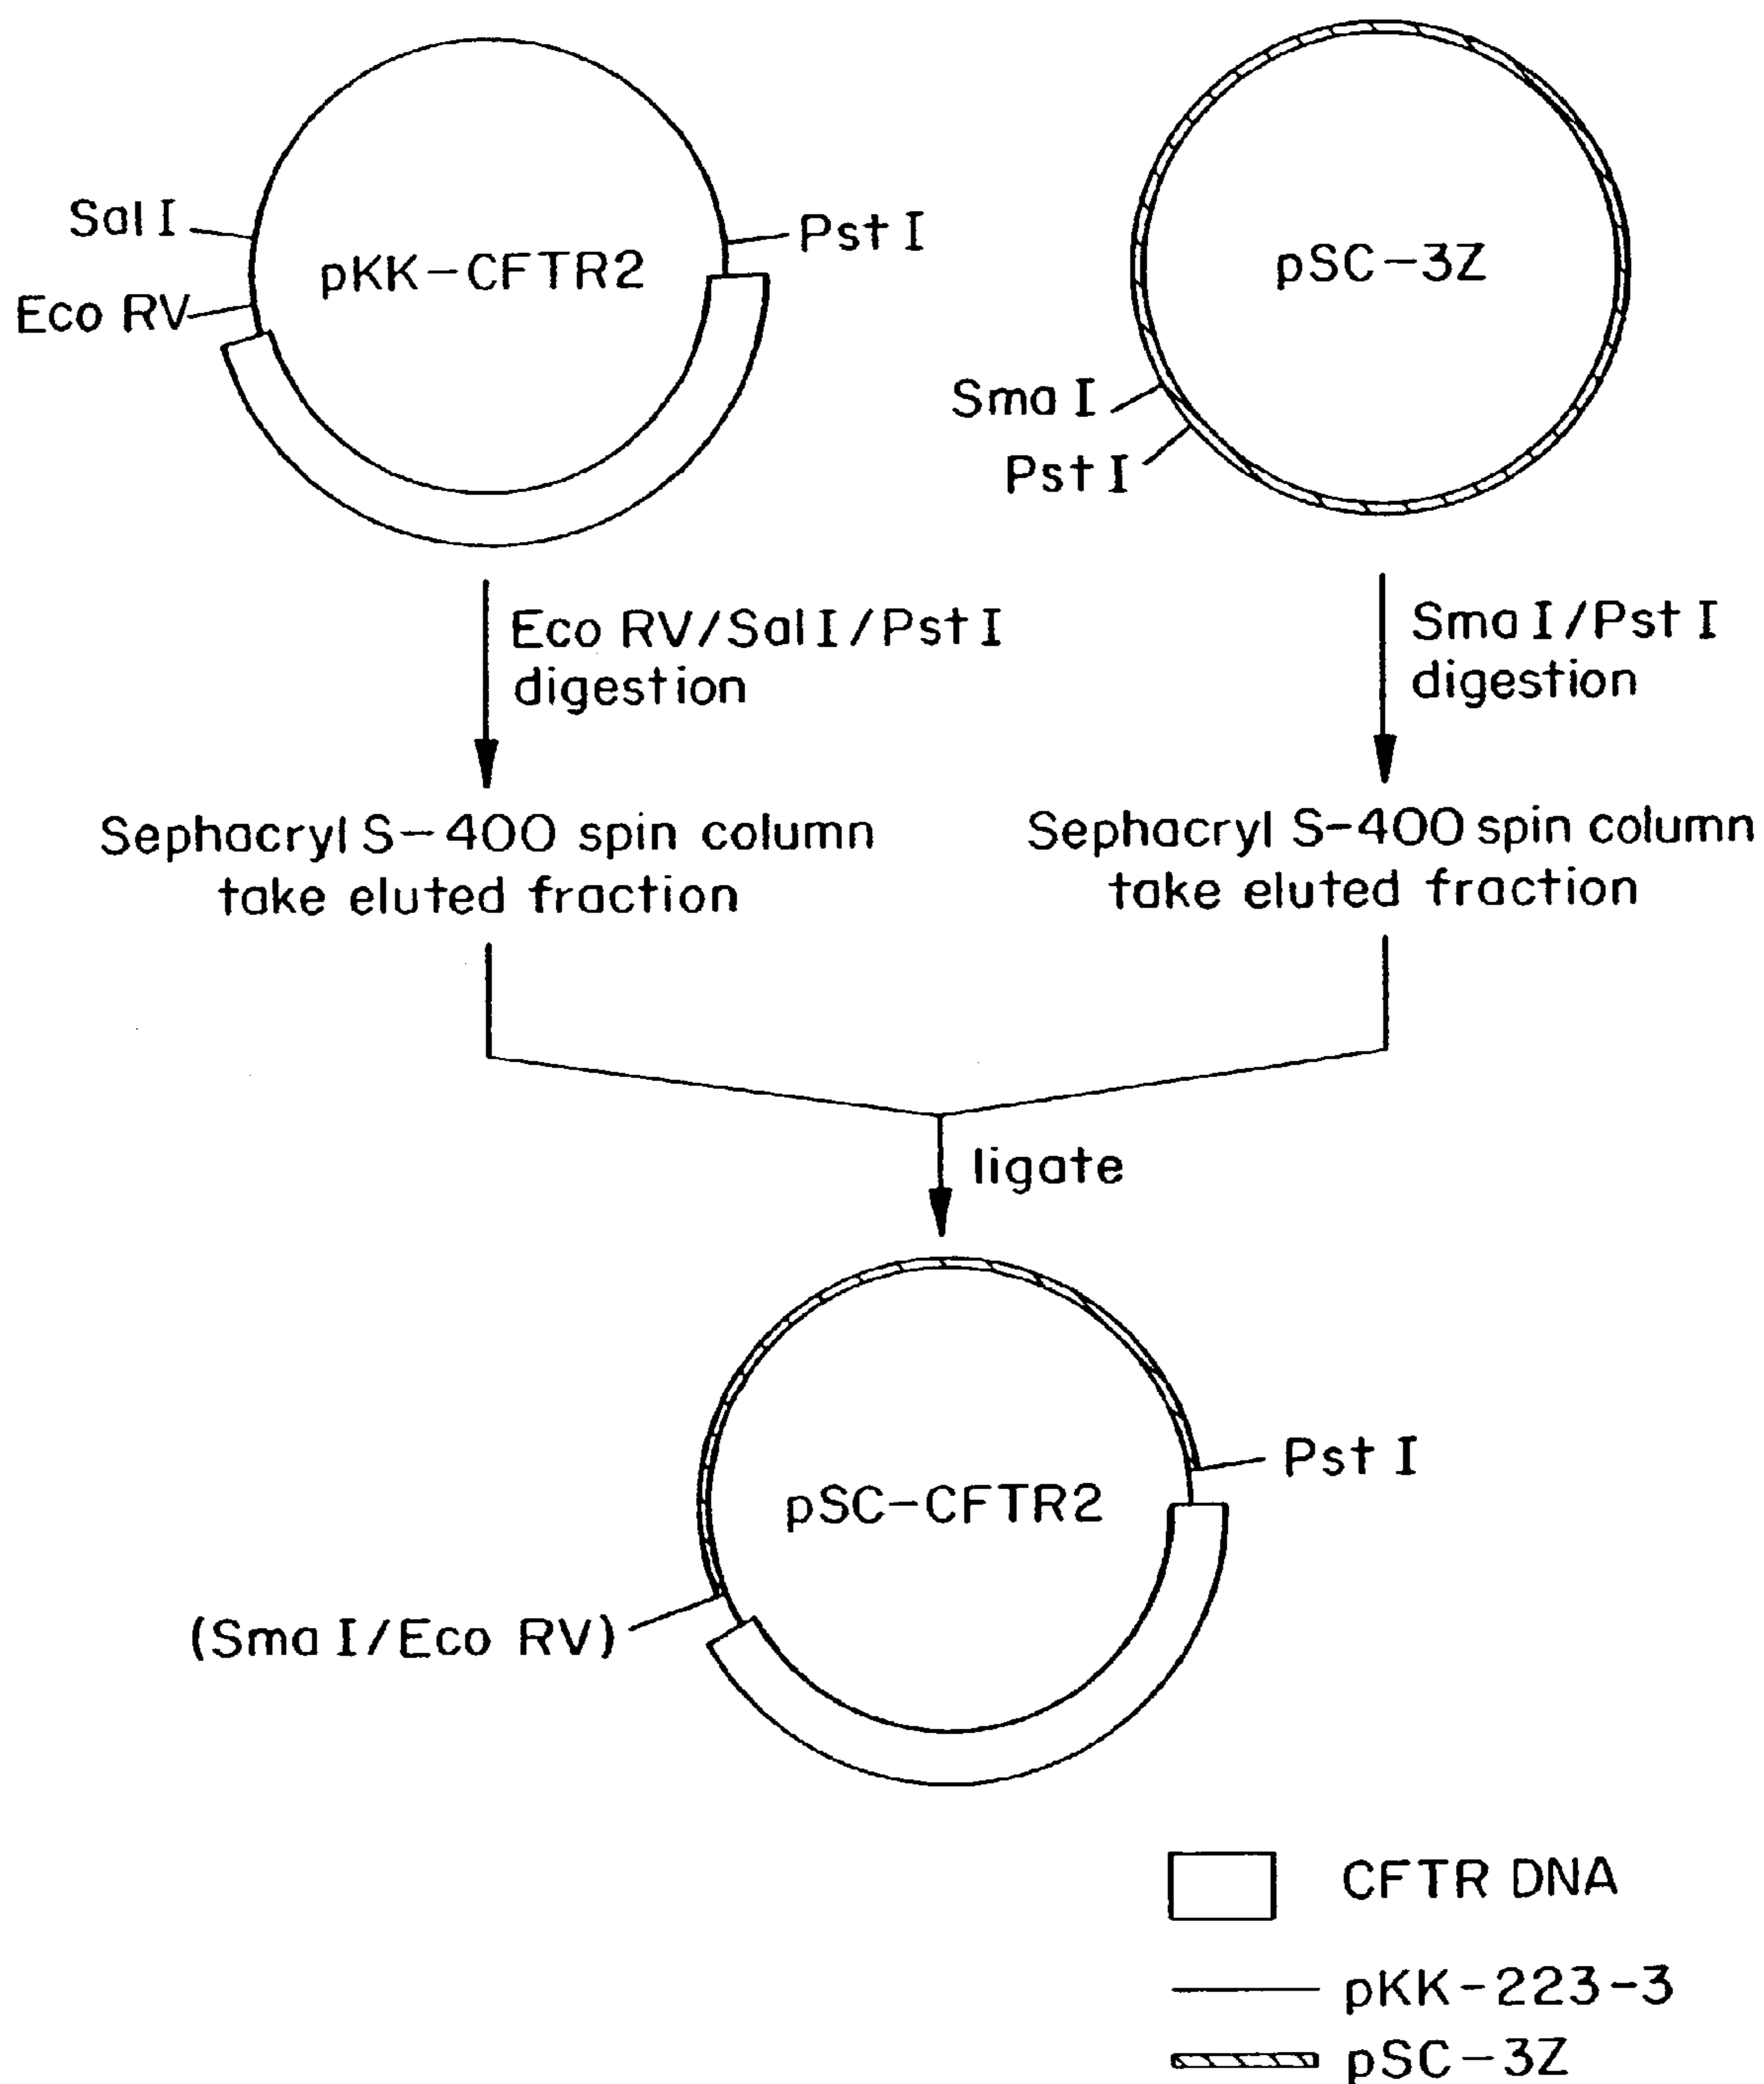 Sal I
Eco RV
pKK-CFTR2
Pst I
pSC-3Z
Sma I
Pst I
Eco RV/Sal I/Pst I
digestion
Sma I/Pst I
digestion
Sephacryl S-400 spin column
take eluted fraction
Sephacryl S-400 spin column
take eluted fraction
ligate
pSC-CFTR2
Pst I
(Sma I/Eco RV)
CFTR DNA
pKK-223-3
pSC-3Z